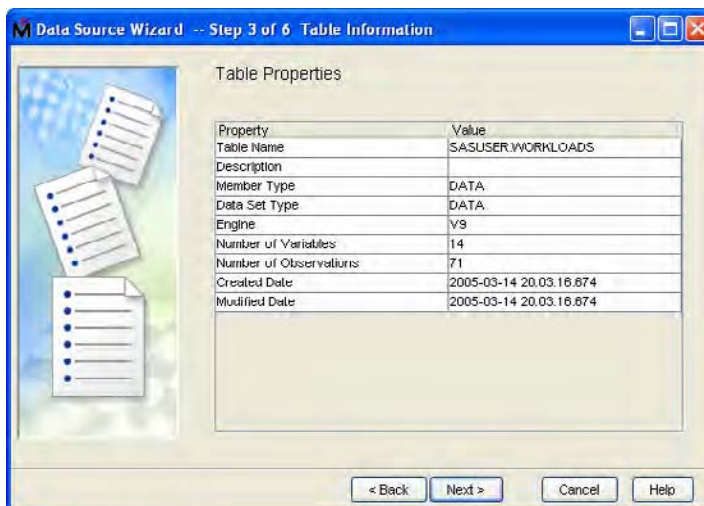 Data Source Wizard -- Step 3 of 6 Table Information
Table Properties
Property Value
Table Name SASUSER.WORKLOADS
Description
Member Type DATA
Data Set Type DATA
Engine V9
Number of Variables 14
Number of Observations 71
Created Date 2005-03-14 20.03.16.674
Modified Date 2005-03-14 20.03.16.674
< Back Next > Cancel Help